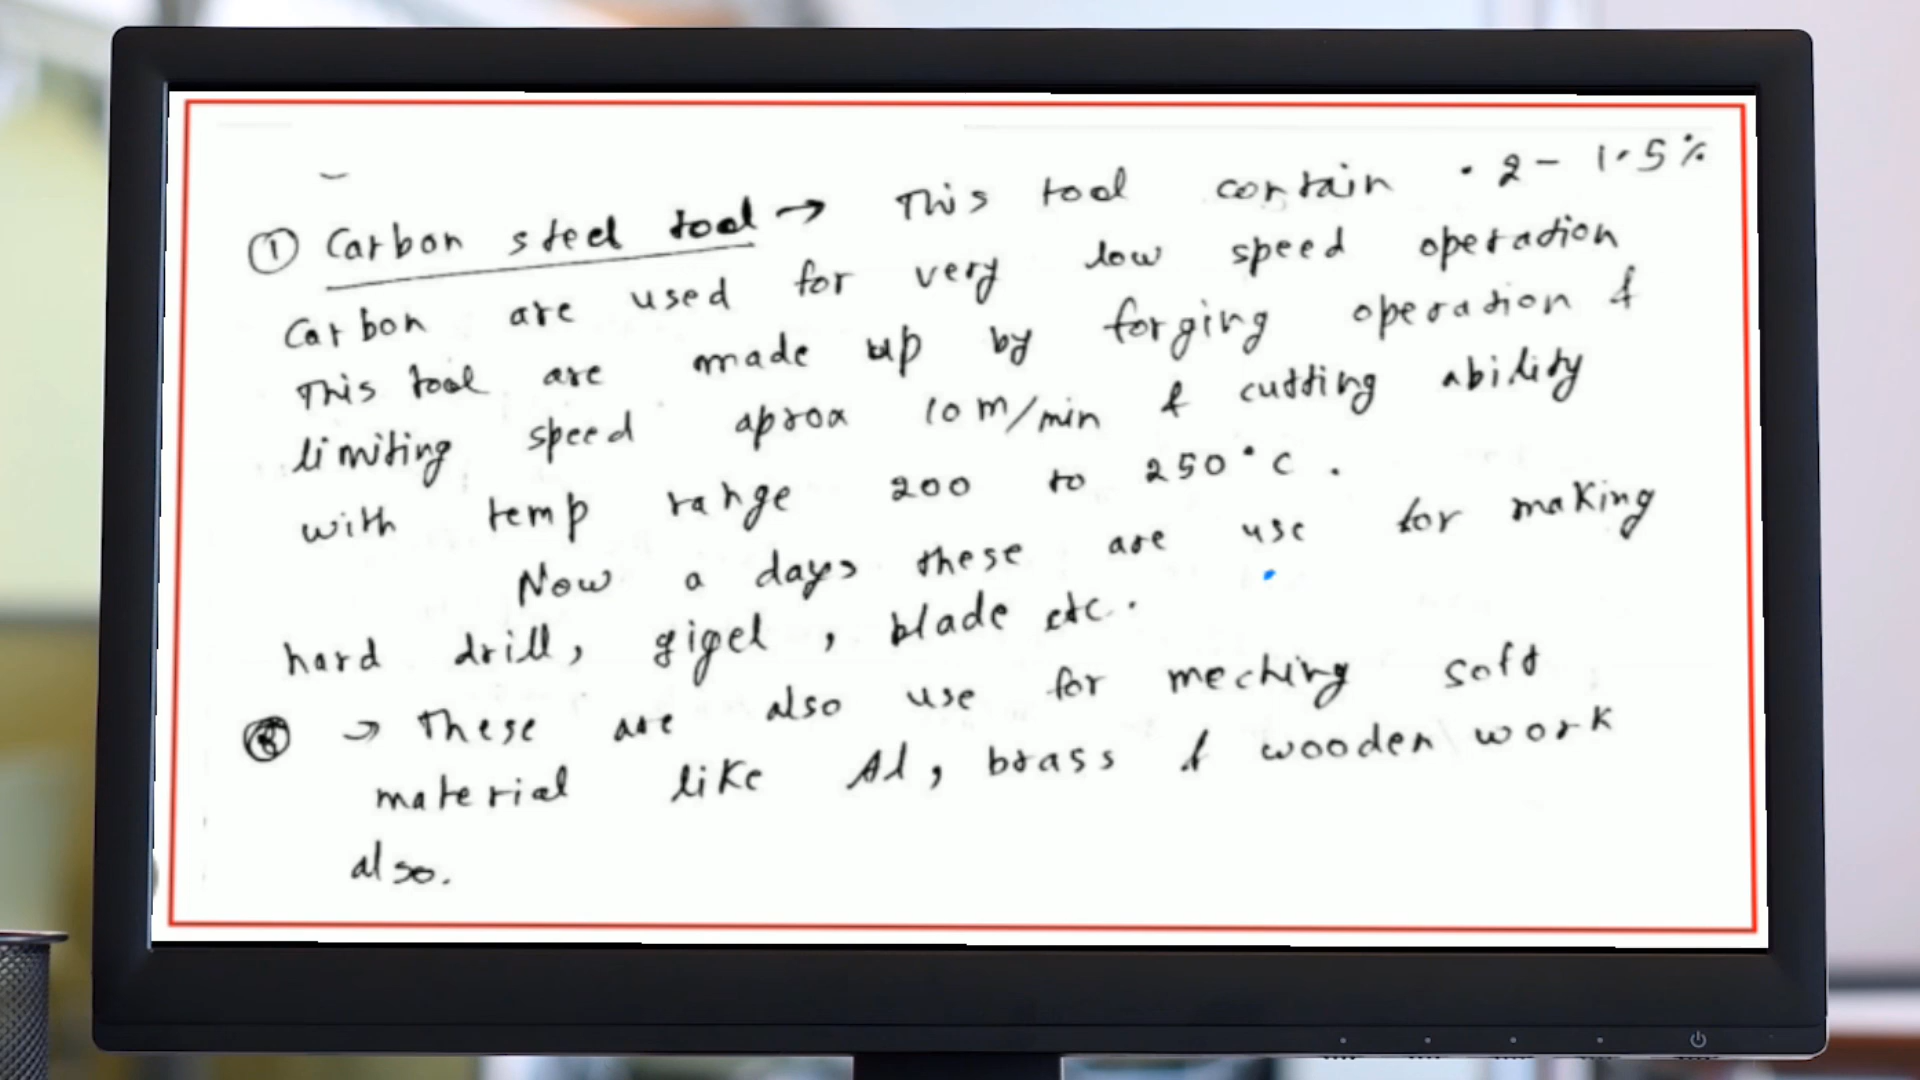 ① Carbon steel tool → This tool contain .2 - 1.5%
Carbon are used for very low speed operation
This tool are made up by forging operation &
limiting speed aprox 10 m/min & cutting ability
with temp range 200 to 250°C.
Now a days these are use for making
hard drill, gigel, blade etc.
→ These are also use for meching soft
material like Al, brass & wooden work
also.